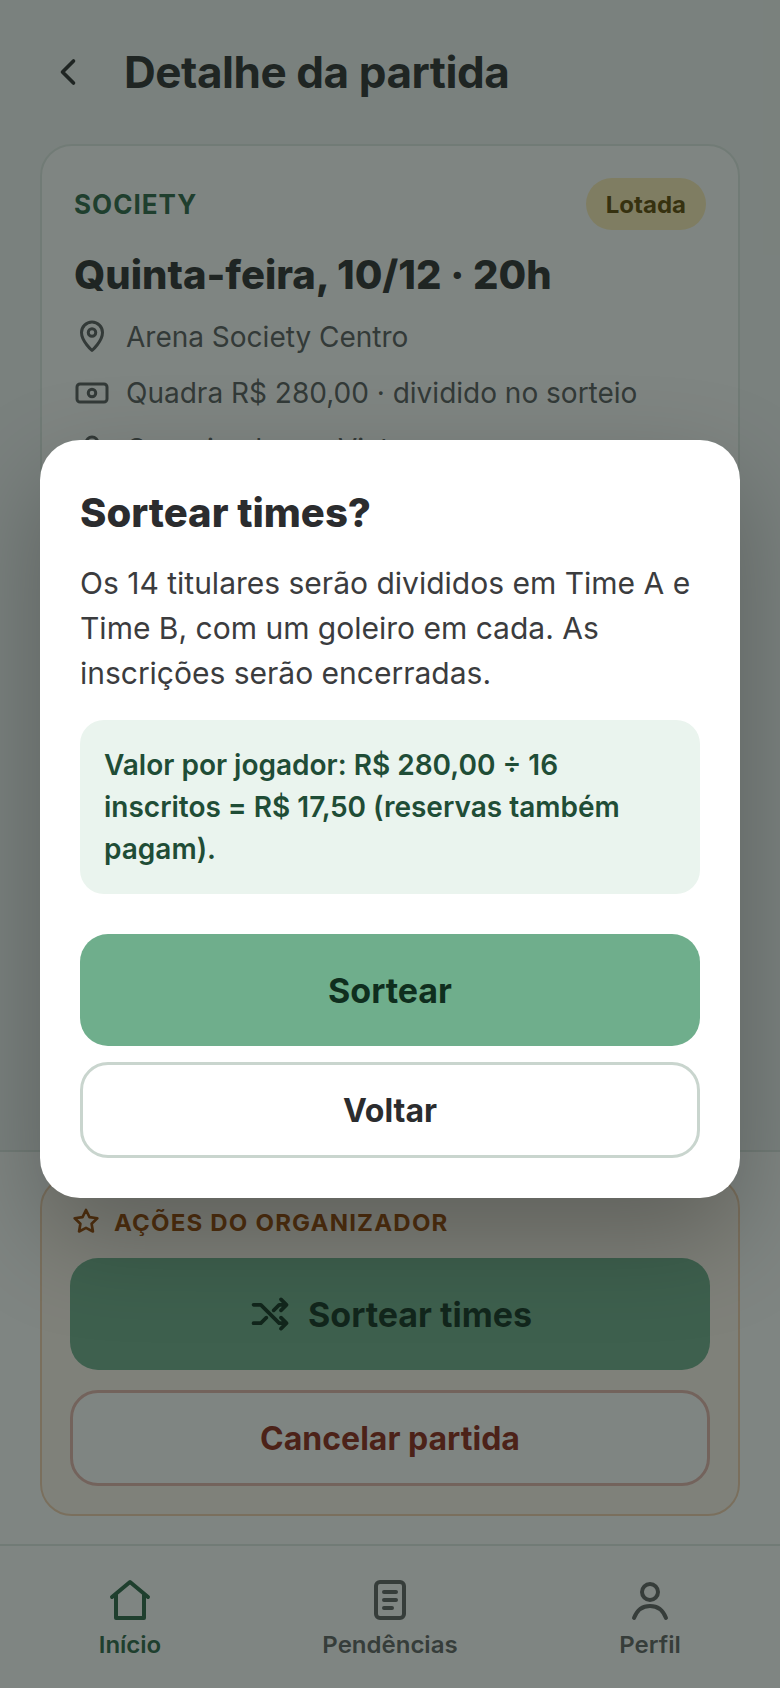 Detalhe da partida
SOCIETY
Lotada
Quinta-feira, 10/12 · 20h
Arena Society Centro
Quadra R$ 280,00 · dividido no sorteio
Sortear times?
Os 14 titulares serão divididos em Time A e
Time B, com um goleiro em cada. As
inscrições serão encerradas.
Valor por jogador: R$ 280,00 ÷ 16
inscritos = R$ 17,50 (reservas também
pagam).
Sortear
Voltar
AÇÕES DO ORGANIZADOR
Sortear times
Cancelar partida
Início
Pendências
Perfil